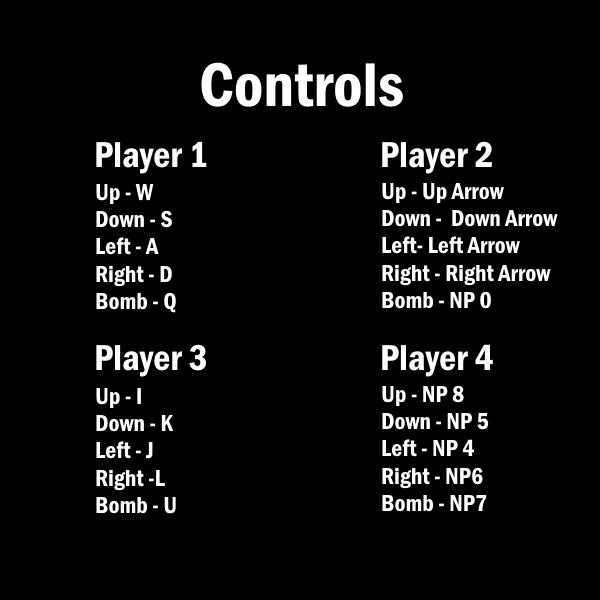 Controls
Player 1
Up - W
Down - S
Left - A
Right - D
Bomb - Q
Player 2
Up - Up Arrow
Down -  Down Arrow
Left- Left Arrow
Right - Right Arrow
Bomb - NP 0
Player 3
Up - I
Down - K
Left - J
Right -L
Bomb - U
Player 4
Up - NP 8
Down - NP 5
Left - NP 4
Right - NP6
Bomb - NP7